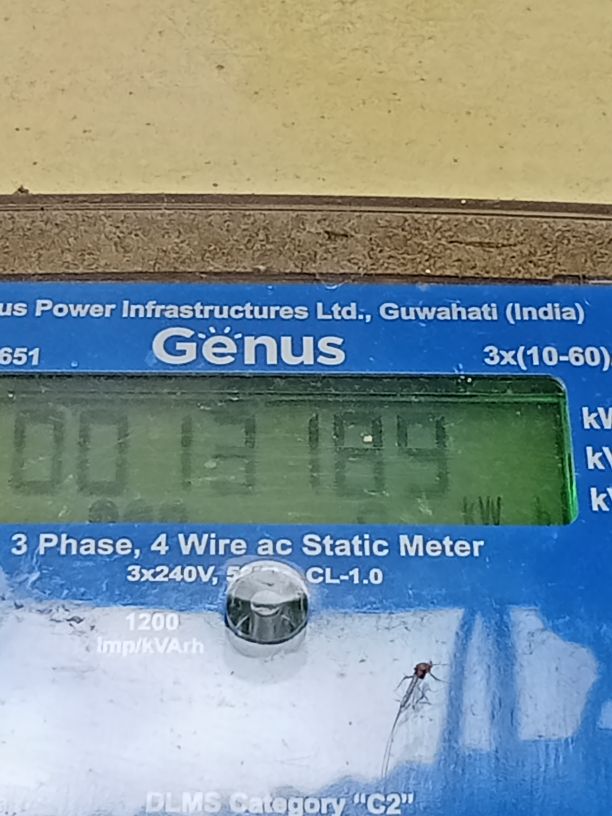 us Power Infrastructures Ltd., Guwahati (India)
651 Genus 3x(10-60)
0013189
kW h
3 Phase, 4 Wire ac Static Meter
3x240V, CL-1.0
1200
Imp/kVArh
DLMS Category "C2"